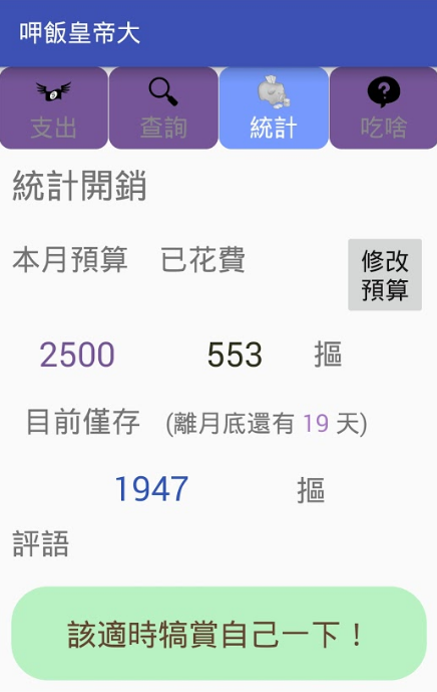 呷飯皇帝大
支出 查詢 統計 吃啥
統計開銷
本月預算 已花費 修改
預算
2500 553 摳
目前僅存 (離月底還有 19 天)
1947 摳
評語
該適時犒賞自己一下！